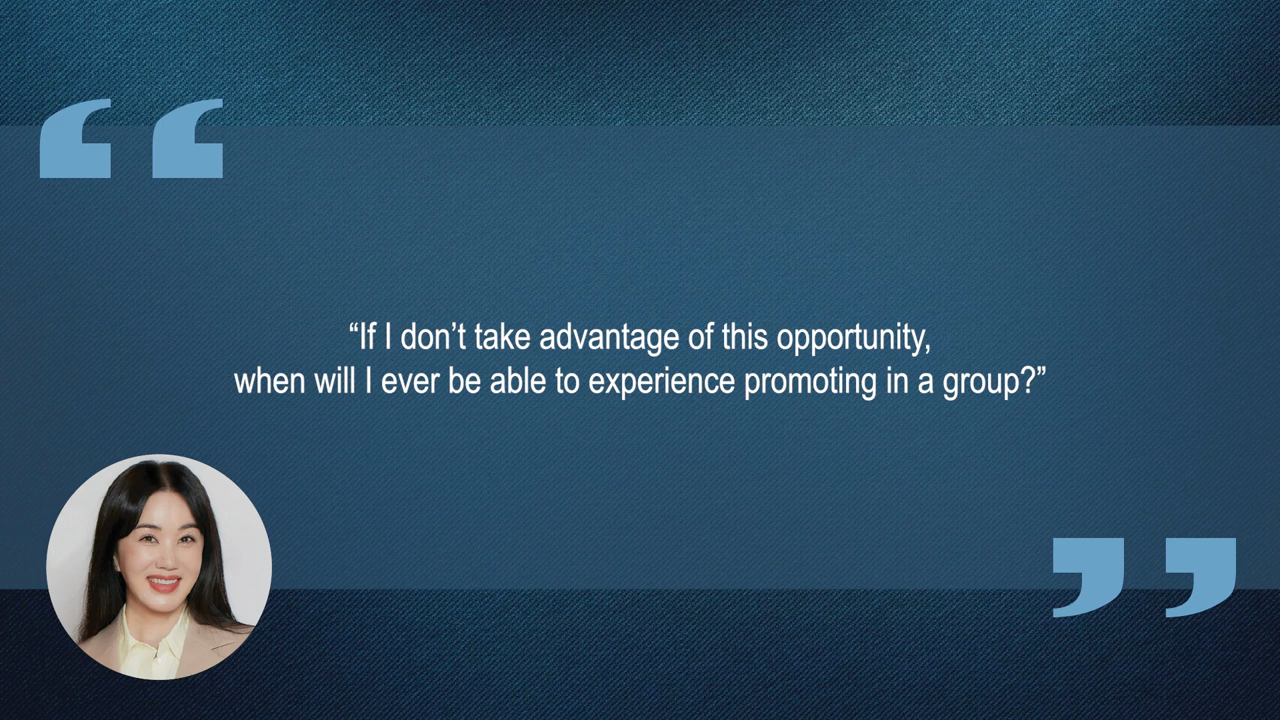 “If I don’t take advantage of this opportunity,
when will I ever be able to experience promoting in a group?”